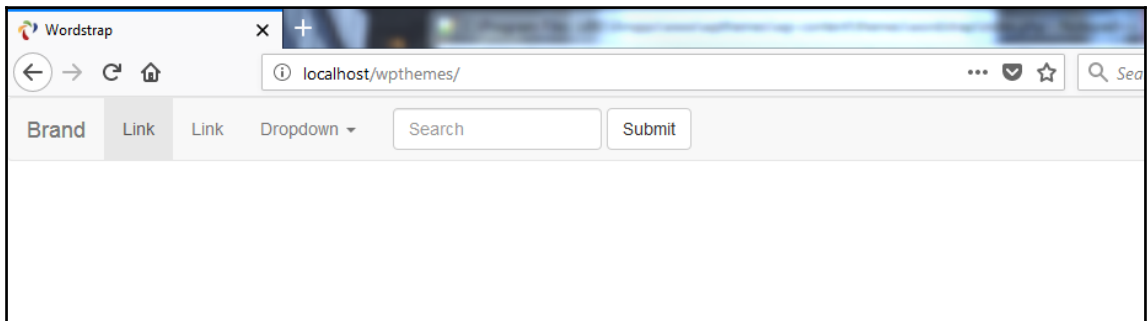 Wordstrap
localhost/wpthemes/
Sea
Brand Link Link Dropdown Search Submit